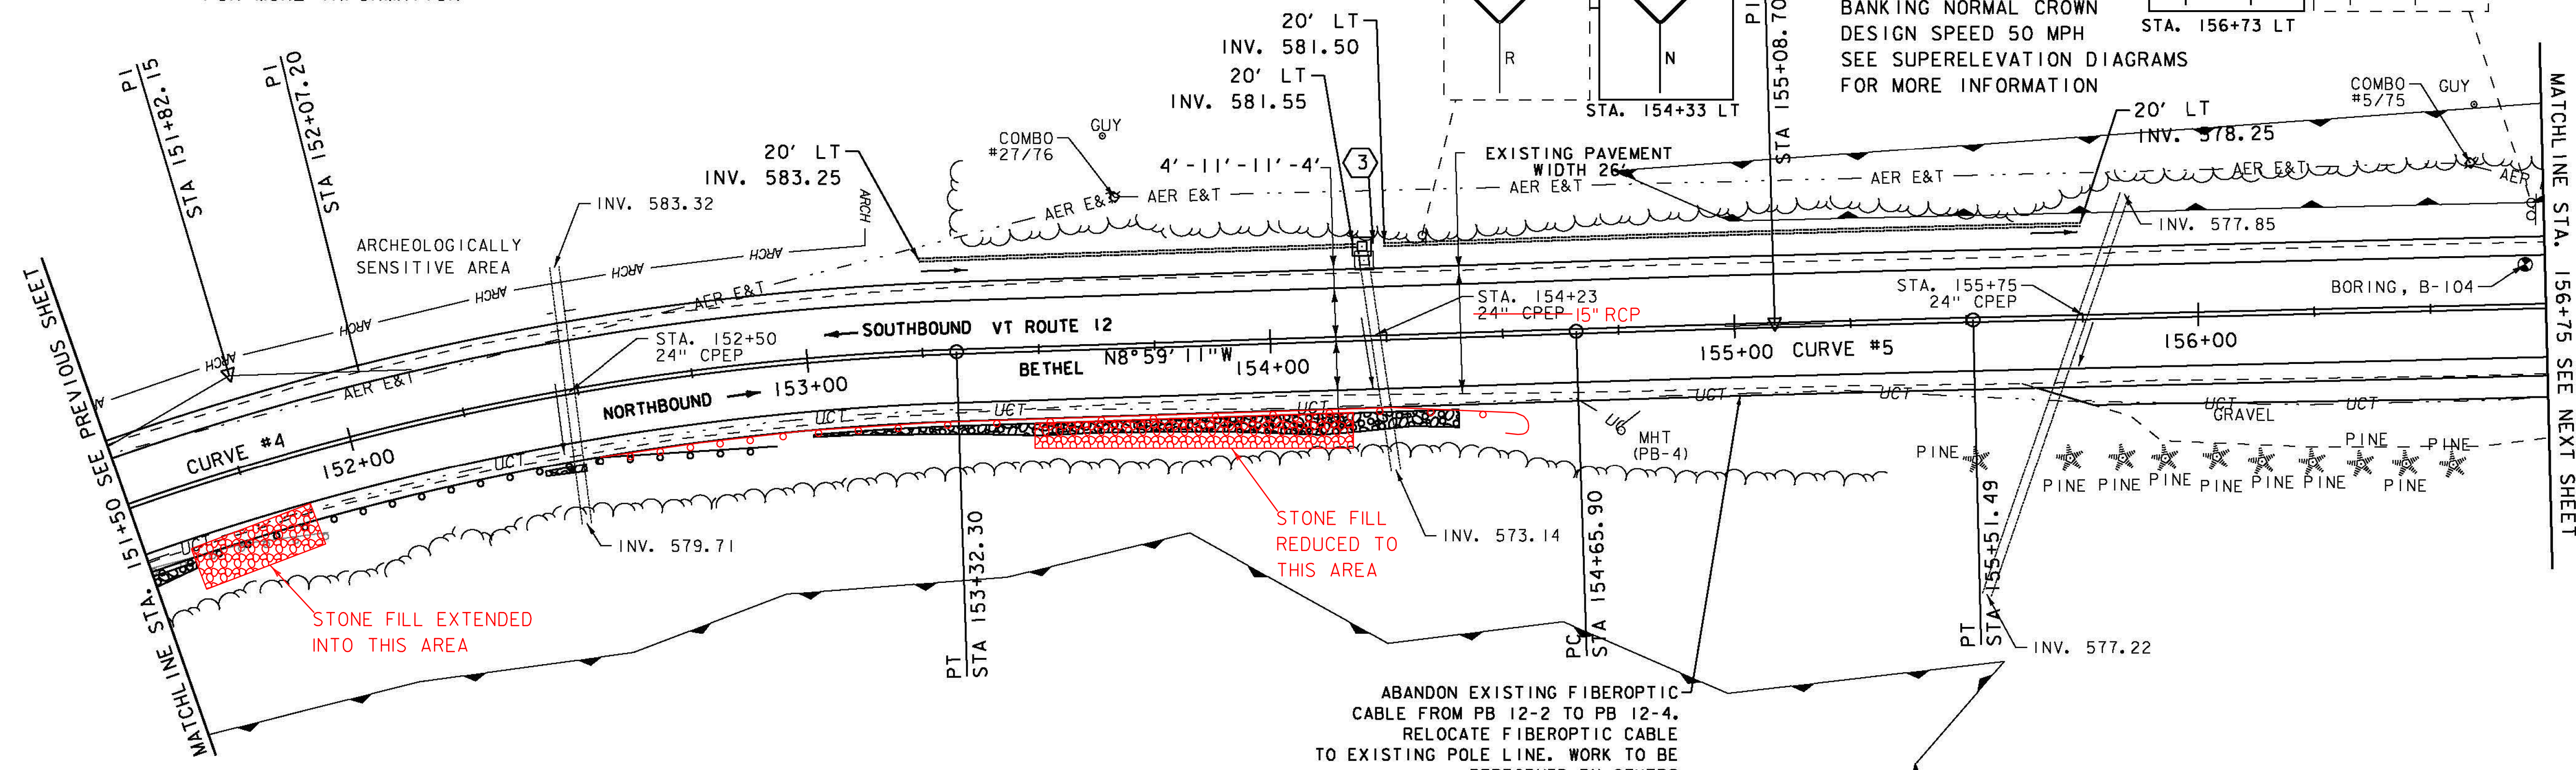 FOR MORE INFORMATION
PI
STA 151+82.15
PI
STA 152+07.20
20' LT
INV. 583.25
20' LT
INV. 581.50
20' LT
INV. 581.55
COMBO
#27/76
GUY
4'-11'-11'-4'
3
EXISTING PAVEMENT
WIDTH 26'
R
N
STA. 154+33 LT
PI
STA 155+08.70
BANKING NORMAL CROWN
DESIGN SPEED 50 MPH
SEE SUPERELEVATION DIAGRAMS
FOR MORE INFORMATION
STA. 156+73 LT
COMBO
#5/75
GUY
20' LT
INV. 578.25
INV. 583.32
ARCHEOLOGICALLY
SENSITIVE AREA
ARCH
ARCH
ARCH
ARCH
ARCH
ARCH
AER E&T
AER E&T
AER E&T
AER E&T
AER E&T
AER E&T
AER E&T
AER
INV. 577.85
BORING, B-104
STA. 155+75
24" CPEP
STA. 154+23
24" CPEP 15" RCP
STA. 152+50
24" CPEP
SOUTHBOUND VT ROUTE 12
BETHEL N8°59'11"W
NORTHBOUND
CURVE #4
152+00
153+00
154+00
155+00
CURVE #5
156+00
UCT
UCT
UCT
UCT
UCT
UCT
UCT
UCT
UCT
GRAVEL
UG
MHT
(PB-4)
PINE
PINE
PINE
PINE
PINE
PINE
PINE
PINE
PINE
PINE
INV. 579.71
INV. 573.14
INV. 577.22
STONE FILL
REDUCED TO
THIS AREA
STONE FILL EXTENDED
INTO THIS AREA
PT
STA 153+32.30
PC
STA 154+65.90
PT
STA 155+51.49
ABANDON EXISTING FIBEROPTIC
CABLE FROM PB 12-2 TO PB 12-4.
RELOCATE FIBEROPTIC CABLE
TO EXISTING POLE LINE. WORK TO BE
MATCHLINE STA. 151+50 SEE PREVIOUS SHEET
MATCHLINE STA. 156+75 SEE NEXT SHEET